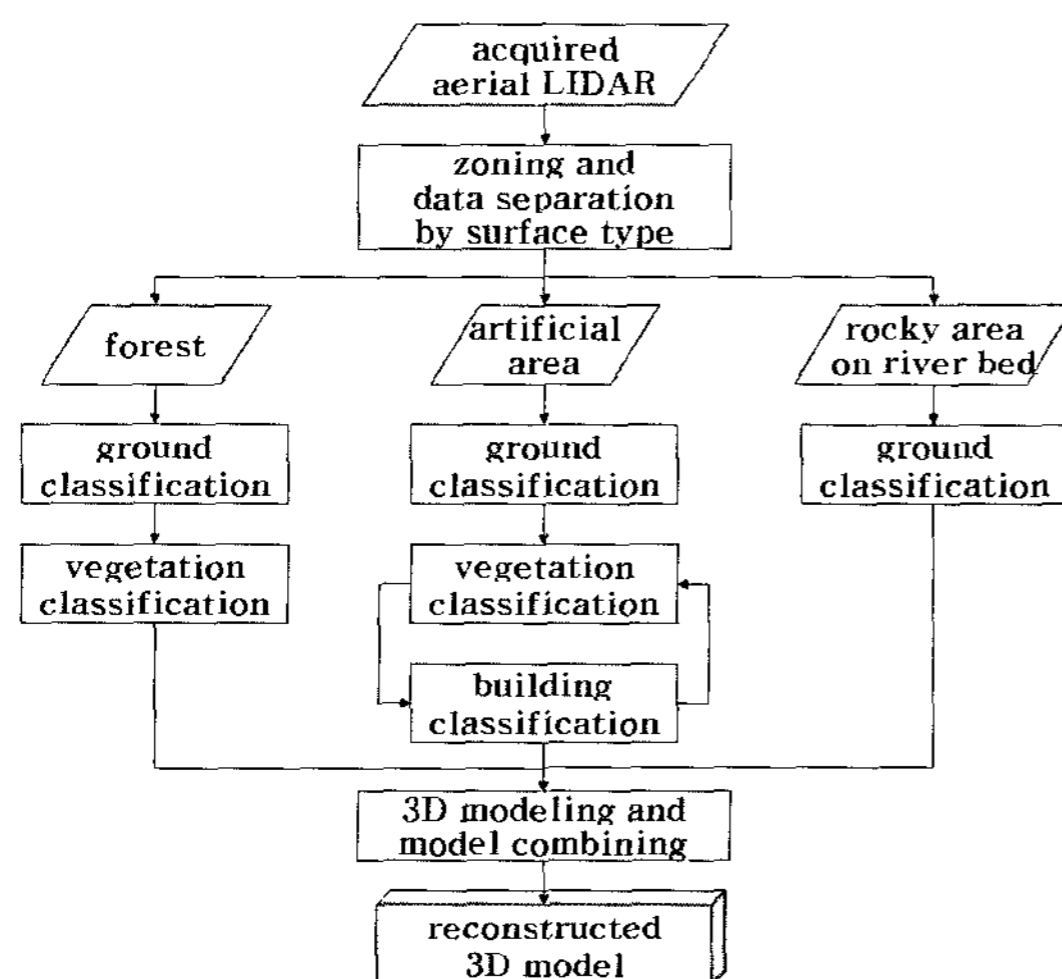 acquired
aerial LIDAR
zoning and
data separation
by surface type
forest
artificial
area
rocky area
on river bed
ground
classification
ground
classification
ground
classification
vegetation
classification
vegetation
classification
building
classification
3D modeling and
model combining
reconstructed
3D model